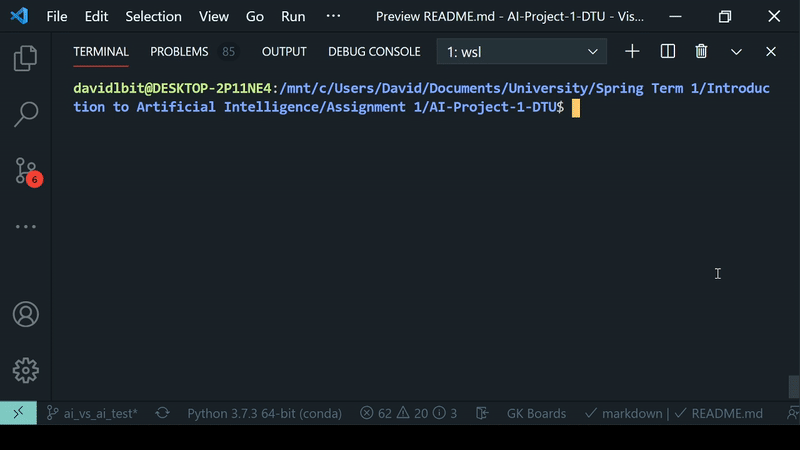 File Edit Selection View Go Run ··· Preview README.md - AI-Project-1-DTU - Vis...
TERMINAL PROBLEMS 85 OUTPUT DEBUG CONSOLE 1: wsl
davidlbit@DESKTOP-2P11NE4:/mnt/c/Users/David/Documents/University/Spring Term 1/Introduc
tion to Artificial Intelligence/Assignment 1/AI-Project-1-DTU$
6
ai_vs_ai_test* Python 3.7.3 64-bit (conda) 62 20 3 GK Boards markdown | README.md